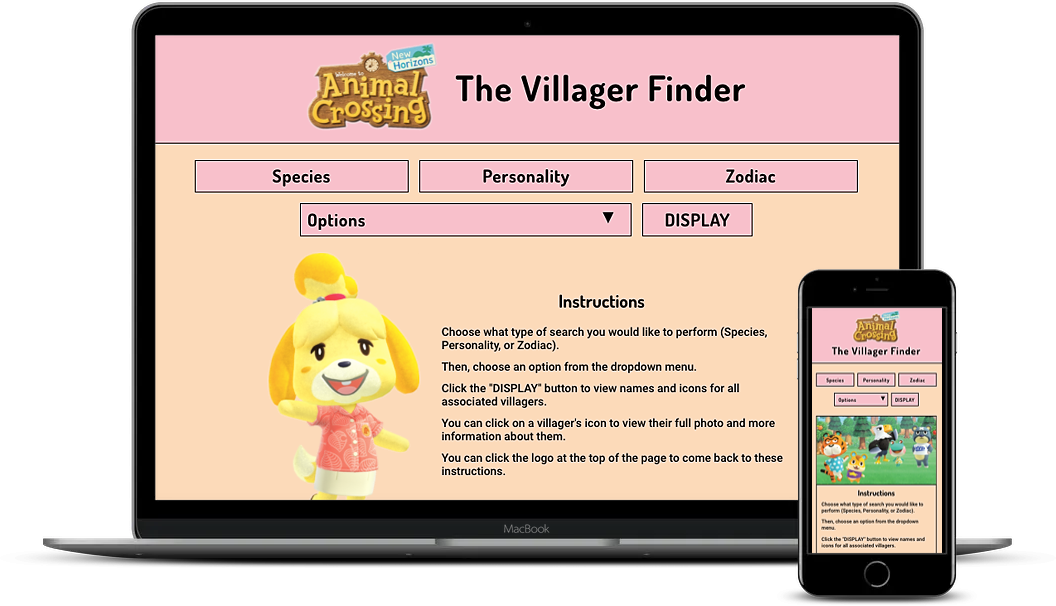 New
Horizons
Welcome to
Animal
Crossing
The Villager Finder
Species
Personality
Zodiac
Options
DISPLAY
Instructions
Choose what type of search you would like to perform (Species,
Personality, or Zodiac).
Then, choose an option from the dropdown menu.
Click the "DISPLAY" button to view names and icons for all
associated villagers.
You can click on a villager's icon to view their full photo and more
information about them.
You can click the logo at the top of the page to come back to these
instructions.
MacBook
Animal
Crossing
The Villager Finder
Species
Personality
Zodiac
Options
DISPLAY
Instructions
Choose what type of search you would like to
perform (Species, Personality, or Zodiac).
Then, choose an option from the dropdown
menu.
Click the "DISPLAY" button to view names and
icons for all associated villagers.